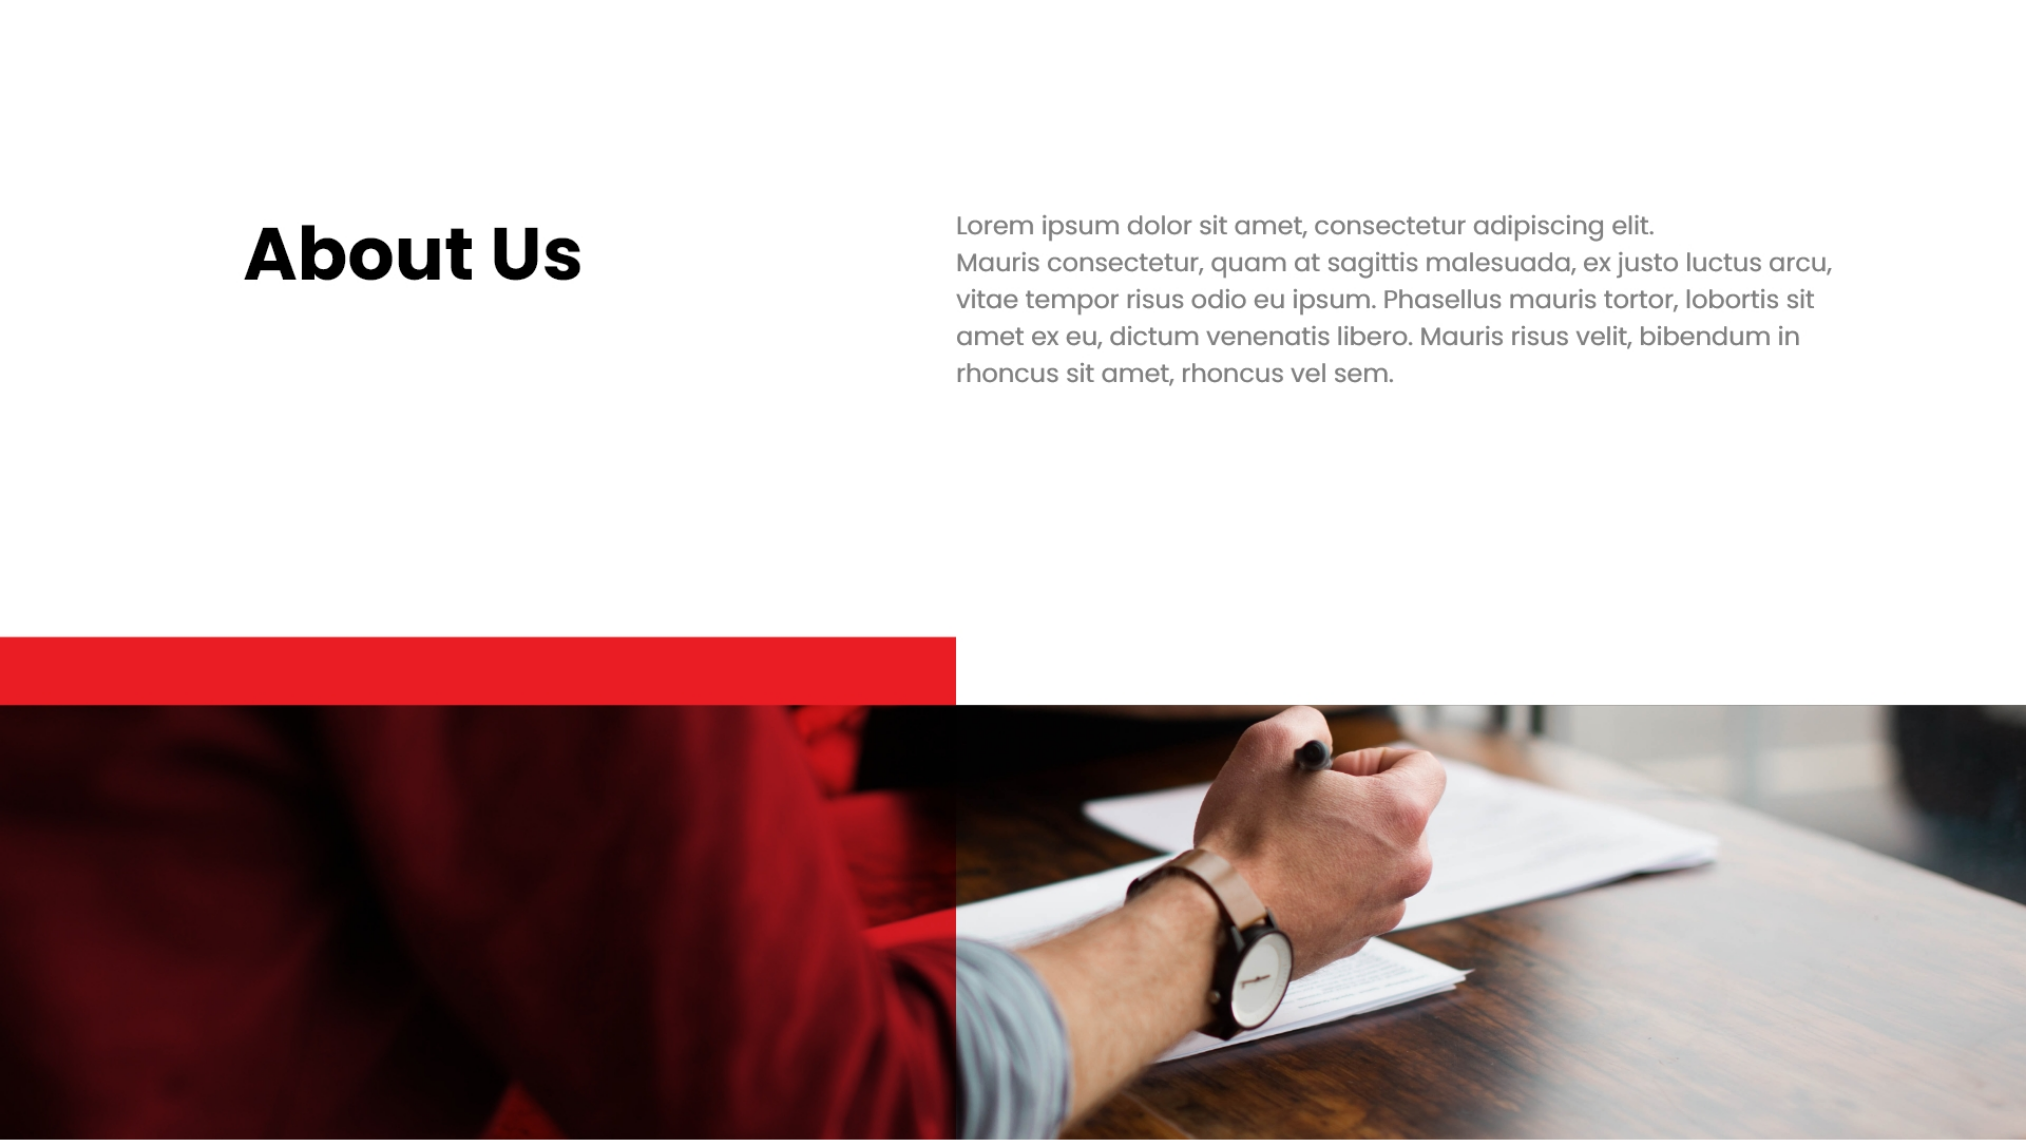 About Us
Lorem ipsum dolor sit amet, consectetur adipiscing elit.
Mauris consectetur, quam at sagittis malesuada, ex justo luctus arcu,
vitae tempor risus odio eu ipsum. Phasellus mauris tortor, lobortis sit
amet ex eu, dictum venenatis libero. Mauris risus velit, bibendum in
rhoncus sit amet, rhoncus vel sem.